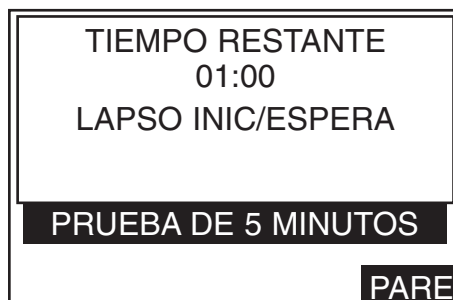 TIEMPO RESTANTE
01:00
LAPSO INIC/ESPERA
PRUEBA DE 5 MINUTOS
PARE